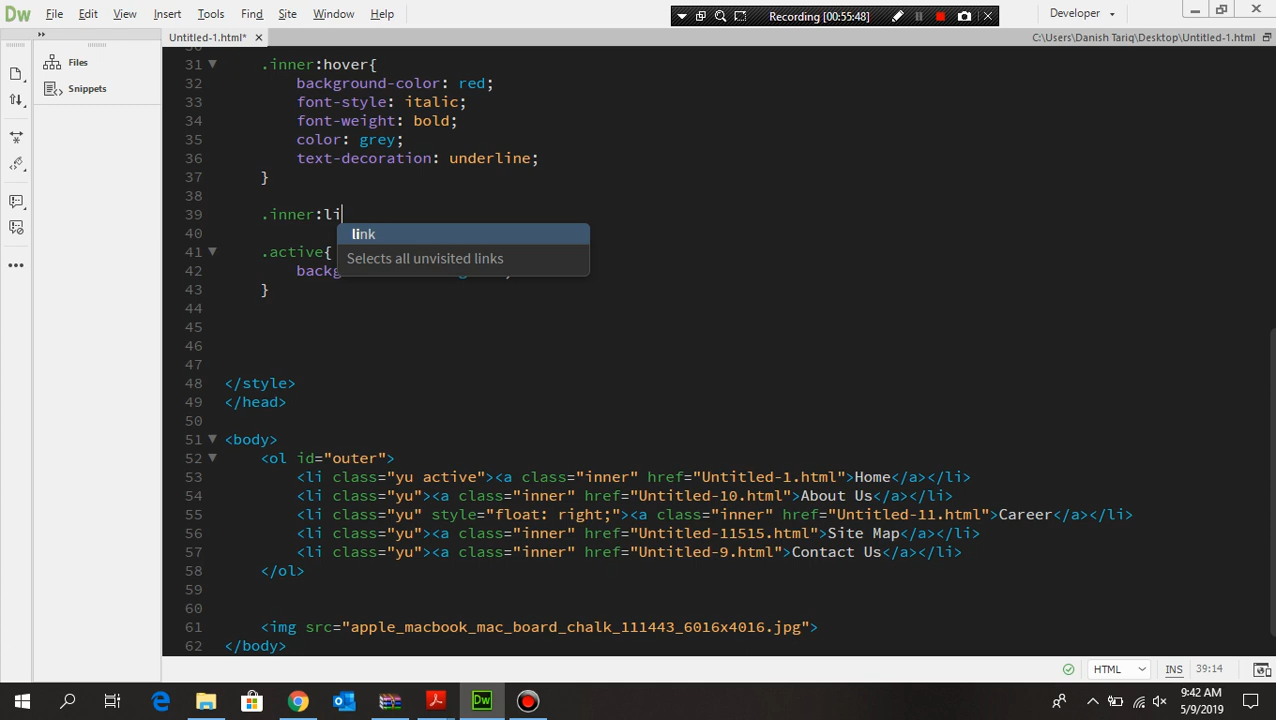 Dw File Edit View Insert Tools Find Site Window Help
Recording [00:55:48]
Developer
Untitled-1.html*
C:\Users\Danish Tariq\Desktop\Untitled-1.html
Files
Snippets
31 .inner:hover{
32 background-color: red;
33 font-style: italic;
34 font-weight: bold;
35 color: grey;
36 text-decoration: underline;
37 }
38
39 .inner:li
link
40
Selects all unvisited links
41 .active{
42 backg
43 }
44
45
46
47
48 </style>
49 </head>
50
51 <body>
52 <ol id="outer">
53 <li class="yu active"><a class="inner" href="Untitled-1.html">Home</a></li>
54 <li class="yu"><a class="inner" href="Untitled-10.html">About Us</a></li>
55 <li class="yu" style="float: right;"><a class="inner" href="Untitled-11.html">Career</a></li>
56 <li class="yu"><a class="inner" href="Untitled-11515.html">Site Map</a></li>
57 <li class="yu"><a class="inner" href="Untitled-9.html">Contact Us</a></li>
58 </ol>
59
60
61 <img src="apple_macbook_mac_board_chalk_111443_6016x4016.jpg">
62 </body>
HTML INS 39:14
Dw
9:42 AM
5/9/2019